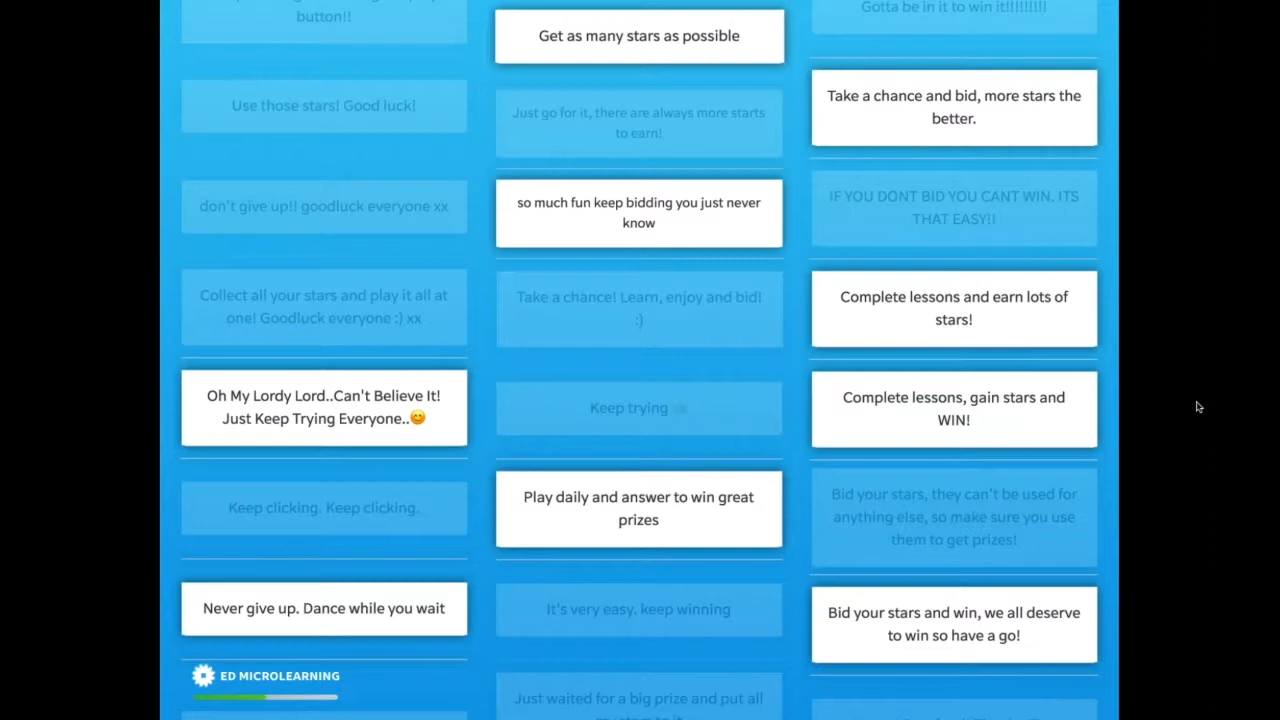 button!!
Use those stars! Good luck!
don't give up!! goodluck everyone xx
Collect all your stars and play it all at
one! Goodluck everyone :) xx
Oh My Lordy Lord..Can't Believe It!
Just Keep Trying Everyone..😊
Keep clicking. Keep clicking.
Never give up. Dance while you wait
ED MICROLEARNING
Get as many stars as possible
Just go for it, there are always more starts
to earn!
so much fun keep bidding you just never
know
Take a chance! Learn, enjoy and bid!
:)
Keep trying
Play daily and answer to win great
prizes
It's very easy. keep winning
Just waited for a big prize and put all
my stars to it
Gotta be in it to win it!!!!!!!!!
Take a chance and bid, more stars the
better.
IF YOU DONT BID YOU CANT WIN. ITS
THAT EASY!!
Complete lessons and earn lots of
stars!
Complete lessons, gain stars and
WIN!
Bid your stars, they can't be used for
anything else, so make sure you use
them to get prizes!
Bid your stars and win, we all deserve
to win so have a go!